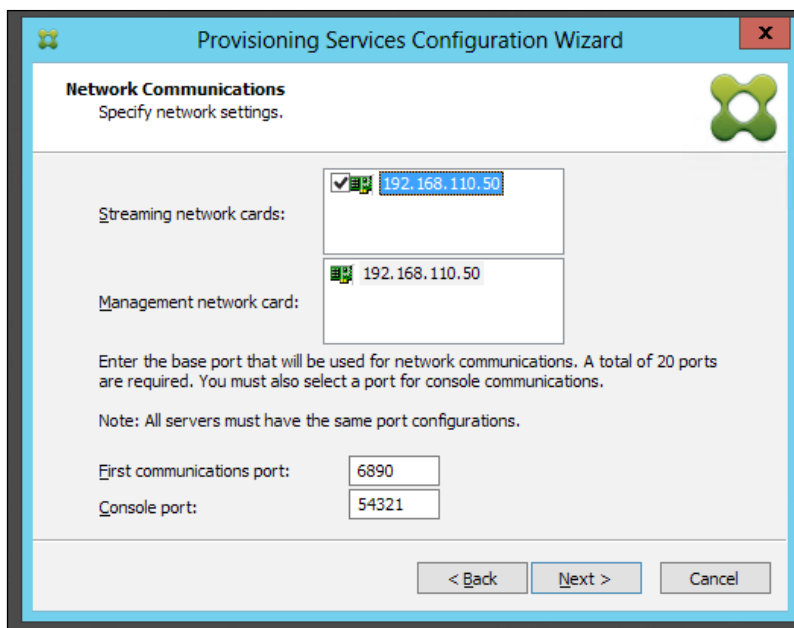 Provisioning Services Configuration Wizard
x
Network Communications
Specify network settings.
Streaming network cards:
192.168.110.50
Management network card:
192.168.110.50
Enter the base port that will be used for network communications. A total of 20 ports
are required. You must also select a port for console communications.
Note: All servers must have the same port configurations.
First communications port:
6890
Console port:
54321
< Back
Next >
Cancel